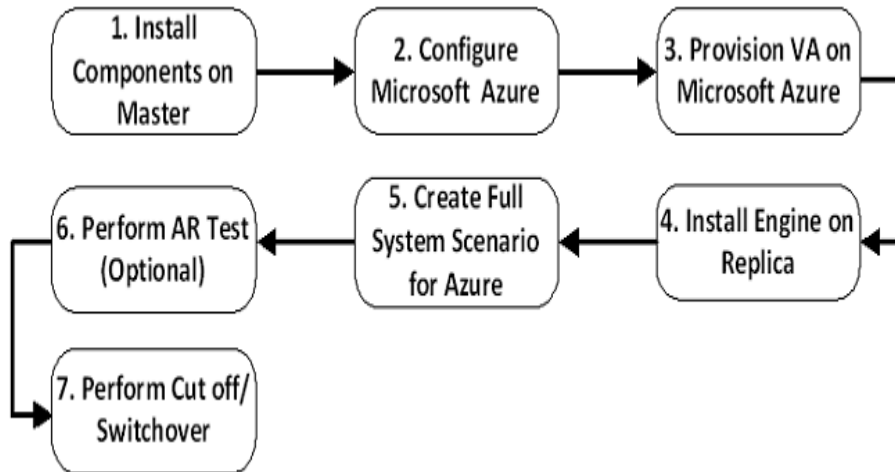 1. Install
Components on
Master
2. Configure
Microsoft Azure
3. Provision VA on
Microsoft Azure
4. Install Engine on
Replica
5. Create Full
System Scenario
for Azure
6. Perform AR Test
(Optional)
7. Perform Cut off/
Switchover